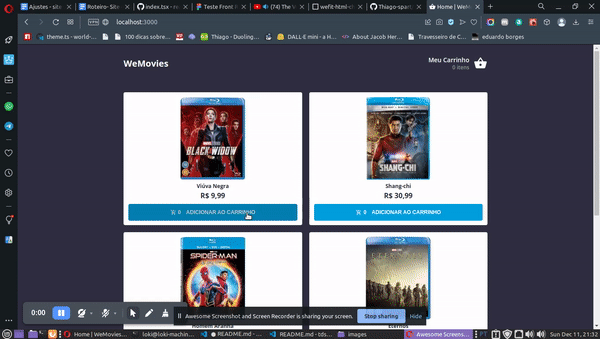 Ajustes - site
Roteiro- Site
index.tsx - r
Teste Front
(74) The
wefit-html-c
Thiago-spart
Home | WeMo
localhost:3000
theme.ts - world-...
100 dicas sobre...
Thiago - Duoling...
DALL·E mini - a H...
</> About Jacob Her...
Travesseiro de C...
eduardo borges
WeMovies
Meu Carrinho
0 itens
BLACK WIDOW
SHANG-CHI
Viúva Negra
Shang-chi
R$ 9,99
R$ 30,99
0 ADICIONAR AO CARRINHO
0 ADICIONAR AO CARRINHO
SPIDER-MAN
ETERNALS
0:00
Awesome Screenshot and Screen Recorder is sharing your screen.
Stop sharing
Hide
Homem Aranha
Eternos
Home | WeMovies...
loki@loki-machin...
README.md - ...
README.md - tds...
images
Awesome Screens...
PT
Sun Dec 11, 21:32